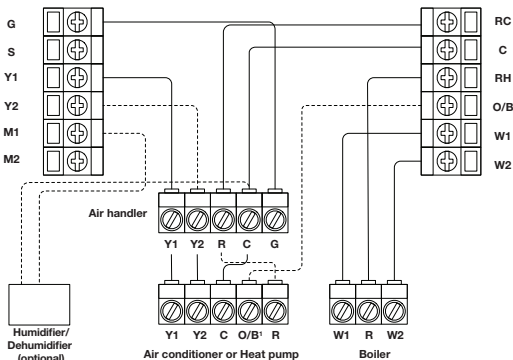 G
S
Y1
Y2
M1
M2
RC
C
RH
O/B
W1
W2
Air handler
Y1 Y2 R C G
Y1 Y2 C O/B¹ R
W1 R W2
Humidifier/
Dehumidifier
(optional)
Air conditioner or Heat pump
Boiler